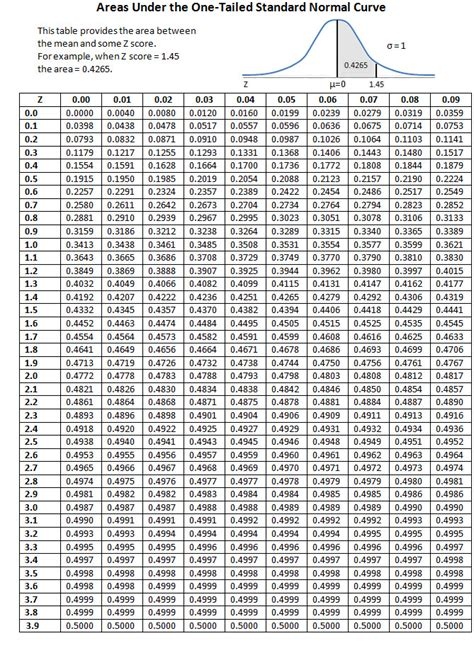 Areas Under the One-Tailed Standard Normal Curve
This table provides the area between
the mean and some Z score.
For example, when Z score = 1.45
the area = 0.4265.
σ = 1
0.4265
Z μ=0 1.45
Z 0.00 0.01 0.02 0.03 0.04 0.05 0.06 0.07 0.08 0.09
0.0 0.0000 0.0040 0.0080 0.0120 0.0160 0.0199 0.0239 0.0279 0.0319 0.0359
0.1 0.0398 0.0438 0.0478 0.0517 0.0557 0.0596 0.0636 0.0675 0.0714 0.0753
0.2 0.0793 0.0832 0.0871 0.0910 0.0948 0.0987 0.1026 0.1064 0.1103 0.1141
0.3 0.1179 0.1217 0.1255 0.1293 0.1331 0.1368 0.1406 0.1443 0.1480 0.1517
0.4 0.1554 0.1591 0.1628 0.1664 0.1700 0.1736 0.1772 0.1808 0.1844 0.1879
0.5 0.1915 0.1950 0.1985 0.2019 0.2054 0.2088 0.2123 0.2157 0.2190 0.2224
0.6 0.2257 0.2291 0.2324 0.2357 0.2389 0.2422 0.2454 0.2486 0.2517 0.2549
0.7 0.2580 0.2611 0.2642 0.2673 0.2704 0.2734 0.2764 0.2794 0.2823 0.2852
0.8 0.2881 0.2910 0.2939 0.2967 0.2995 0.3023 0.3051 0.3078 0.3106 0.3133
0.9 0.3159 0.3186 0.3212 0.3238 0.3264 0.3289 0.3315 0.3340 0.3365 0.3389
1.0 0.3413 0.3438 0.3461 0.3485 0.3508 0.3531 0.3554 0.3577 0.3599 0.3621
1.1 0.3643 0.3665 0.3686 0.3708 0.3729 0.3749 0.3770 0.3790 0.3810 0.3830
1.2 0.3849 0.3869 0.3888 0.3907 0.3925 0.3944 0.3962 0.3980 0.3997 0.4015
1.3 0.4032 0.4049 0.4066 0.4082 0.4099 0.4115 0.4131 0.4147 0.4162 0.4177
1.4 0.4192 0.4207 0.4222 0.4236 0.4251 0.4265 0.4279 0.4292 0.4306 0.4319
1.5 0.4332 0.4345 0.4357 0.4370 0.4382 0.4394 0.4406 0.4418 0.4429 0.4441
1.6 0.4452 0.4463 0.4474 0.4484 0.4495 0.4505 0.4515 0.4525 0.4535 0.4545
1.7 0.4554 0.4564 0.4573 0.4582 0.4591 0.4599 0.4608 0.4616 0.4625 0.4633
1.8 0.4641 0.4649 0.4656 0.4664 0.4671 0.4678 0.4686 0.4693 0.4699 0.4706
1.9 0.4713 0.4719 0.4726 0.4732 0.4738 0.4744 0.4750 0.4756 0.4761 0.4767
2.0 0.4772 0.4778 0.4783 0.4788 0.4793 0.4798 0.4803 0.4808 0.4812 0.4817
2.1 0.4821 0.4826 0.4830 0.4834 0.4838 0.4842 0.4846 0.4850 0.4854 0.4857
2.2 0.4861 0.4864 0.4868 0.4871 0.4875 0.4878 0.4881 0.4884 0.4887 0.4890
2.3 0.4893 0.4896 0.4898 0.4901 0.4904 0.4906 0.4909 0.4911 0.4913 0.4916
2.4 0.4918 0.4920 0.4922 0.4925 0.4927 0.4929 0.4931 0.4932 0.4934 0.4936
2.5 0.4938 0.4940 0.4941 0.4943 0.4945 0.4946 0.4948 0.4949 0.4951 0.4952
2.6 0.4953 0.4955 0.4956 0.4957 0.4959 0.4960 0.4961 0.4962 0.4963 0.4964
2.7 0.4965 0.4966 0.4967 0.4968 0.4969 0.4970 0.4971 0.4972 0.4973 0.4974
2.8 0.4974 0.4975 0.4976 0.4977 0.4977 0.4978 0.4979 0.4979 0.4980 0.4981
2.9 0.4981 0.4982 0.4982 0.4983 0.4984 0.4984 0.4985 0.4985 0.4986 0.4986
3.0 0.4987 0.4987 0.4987 0.4988 0.4988 0.4989 0.4989 0.4989 0.4990 0.4990
3.1 0.4990 0.4991 0.4991 0.4991 0.4992 0.4992 0.4992 0.4992 0.4993 0.4993
3.2 0.4993 0.4993 0.4994 0.4994 0.4994 0.4994 0.4994 0.4995 0.4995 0.4995
3.3 0.4995 0.4995 0.4995 0.4996 0.4996 0.4996 0.4996 0.4996 0.4996 0.4997
3.4 0.4997 0.4997 0.4997 0.4997 0.4997 0.4997 0.4997 0.4997 0.4997 0.4998
3.5 0.4998 0.4998 0.4998 0.4998 0.4998 0.4998 0.4998 0.4998 0.4998 0.4998
3.6 0.4998 0.4998 0.4999 0.4999 0.4999 0.4999 0.4999 0.4999 0.4999 0.4999
3.7 0.4999 0.4999 0.4999 0.4999 0.4999 0.4999 0.4999 0.4999 0.4999 0.4999
3.8 0.4999 0.4999 0.4999 0.4999 0.4999 0.4999 0.4999 0.4999 0.4999 0.4999
3.9 0.5000 0.5000 0.5000 0.5000 0.5000 0.5000 0.5000 0.5000 0.5000 0.5000